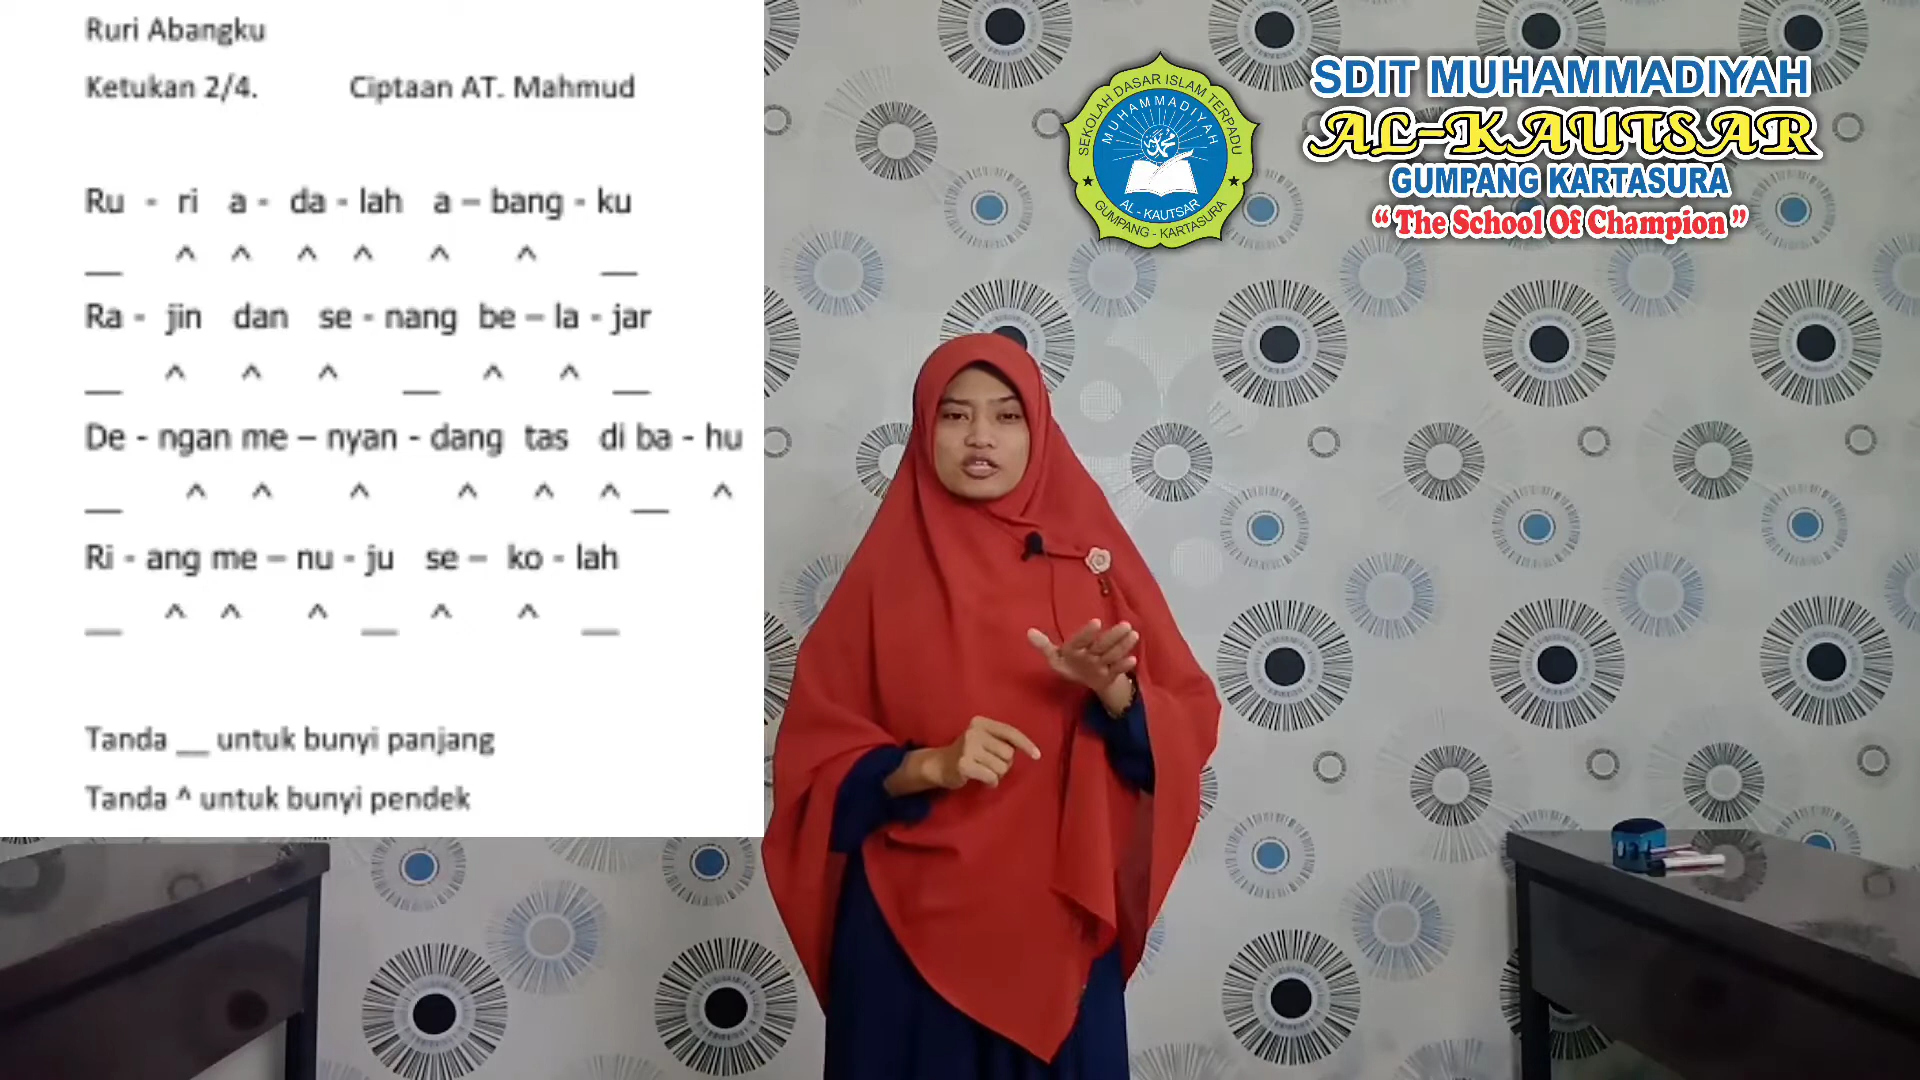 Ruri Abangku
Ketukan 2/4. Ciptaan AT. Mahmud
Ru - ri a - da - lah a – bang - ku
__ ^ ^ ^ ^ ^ ^ __
Ra - jin dan se - nang be – la - jar
__ ^ ^ ^ __ ^ ^ __
De - ngan me – nyan - dang tas di ba - hu
__ ^ ^ ^ ^ ^ ^ __ ^
Ri - ang me – nu - ju se – ko - lah
__ ^ ^ ^ __ ^ ^ __
Tanda __ untuk bunyi panjang
Tanda ^ untuk bunyi pendek
SEKOLAH DASAR ISLAM TERPADU
MUHAMMADIYAH
محمد
AL - KAUTSAR
GUMPANG - KARTASURA
SDIT MUHAMMADIYAH
AL-KAUTSAR
GUMPANG KARTASURA
“The School Of Champion”